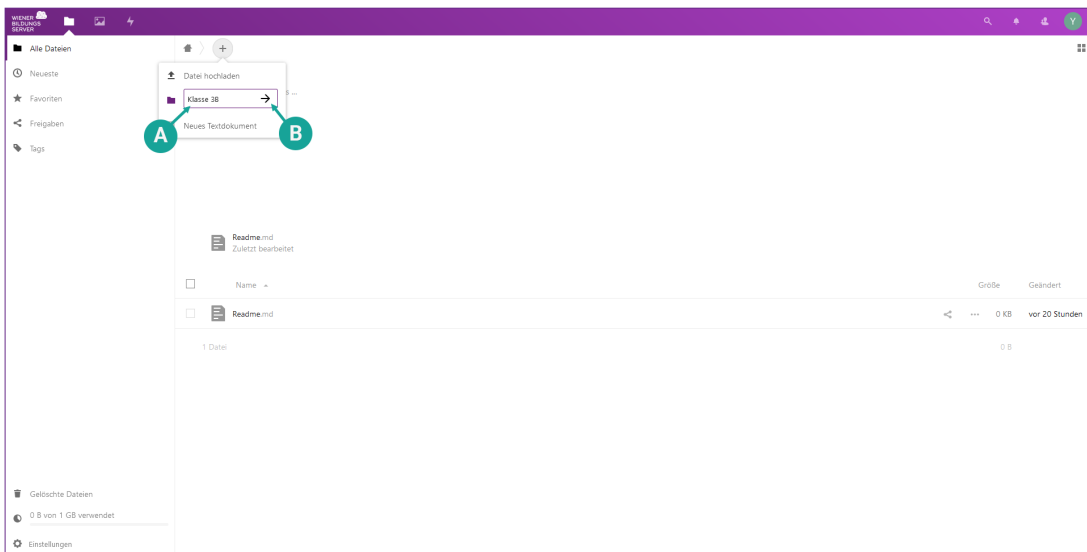 WIENER
BILDUNGS
SERVER
Y
Alle Dateien
Neueste
Favoriten
Freigaben
Tags
Datei hochladen
s ...
Klasse 3B
Neues Textdokument
A
B
Readme.md
Zuletzt bearbeitet
Name
Größe
Geändert
Readme.md
0 KB
vor 20 Stunden
1 Datei
0 B
Gelöschte Dateien
0 B von 1 GB verwendet
Einstellungen